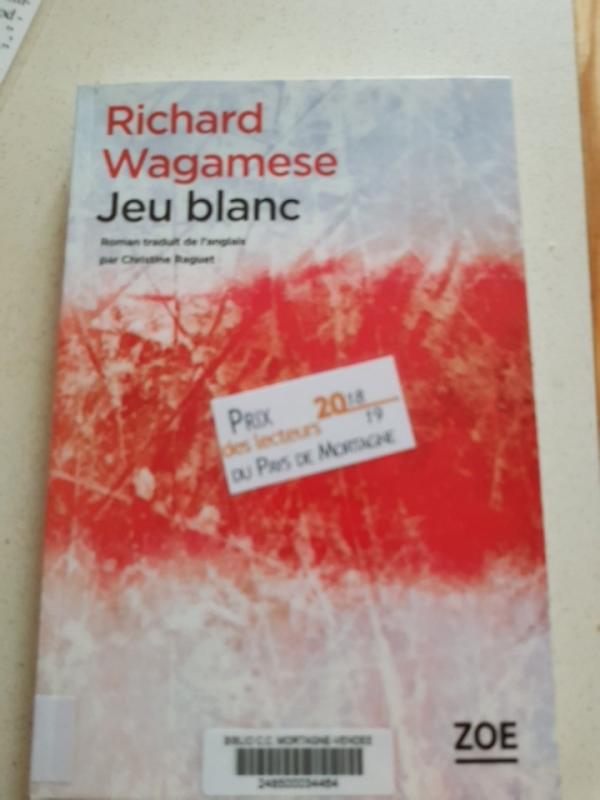 Richard
Wagamese
Jeu blanc
Roman traduit de l'anglais
par Christine Raguet
PRIX 2018
des lecteurs 19
DU PAYS DE MORTAGNE
ZOE
BIBLIO C.C. MORTAGNE-VENDEE